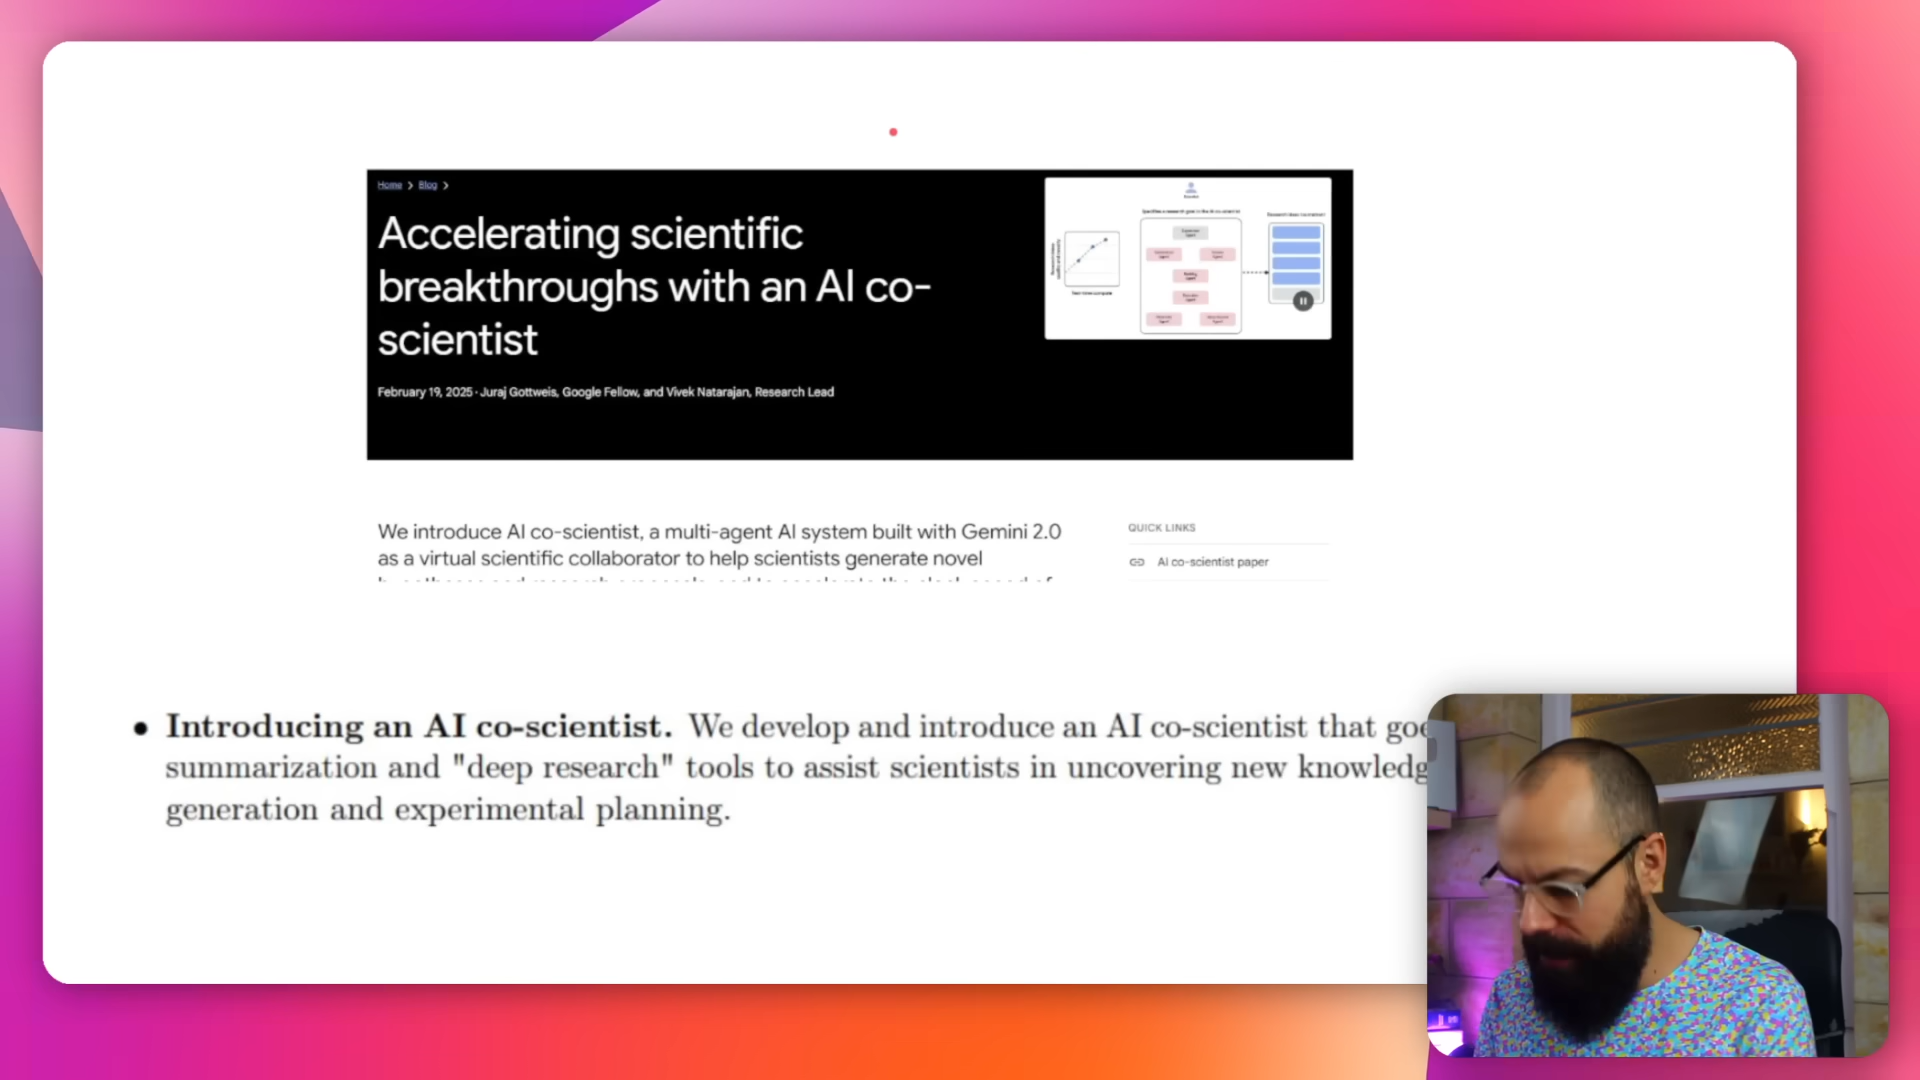 Home > Blog >
Accelerating scientific
breakthroughs with an AI co-
scientist
February 19, 2025 · Juraj Gottweis, Google Fellow, and Vivek Natarajan, Research Lead
We introduce AI co-scientist, a multi-agent AI system built with Gemini 2.0
as a virtual scientific collaborator to help scientists generate novel
QUICK LINKS
AI co-scientist paper
• Introducing an AI co-scientist. We develop and introduce an AI co-scientist that goe
summarization and "deep research" tools to assist scientists in uncovering new knowledg
generation and experimental planning.